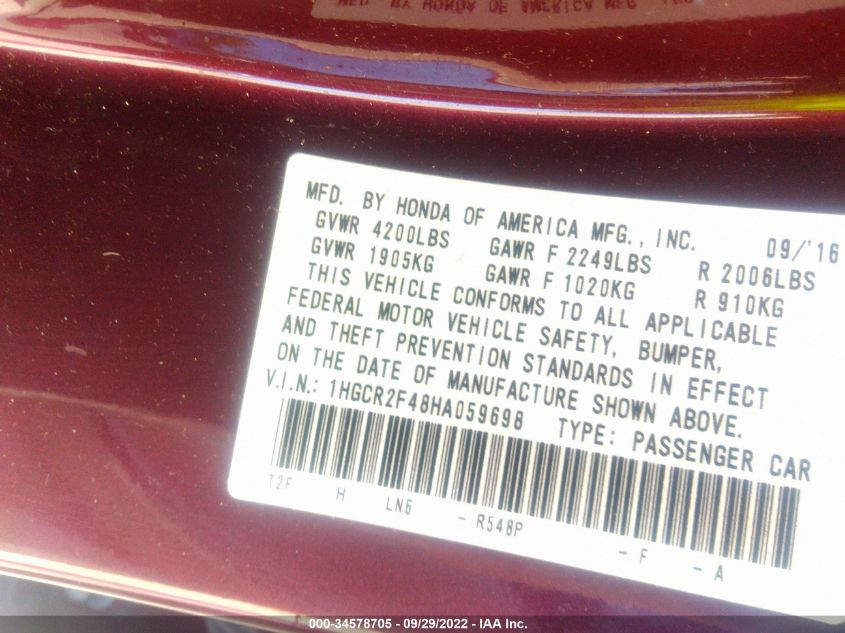 MFD. BY HONDA OF AMERICA MFG., INC. 09/'16
GVWR 4200LBS GAWR F 2249LBS R 2006LBS
GVWR 1905KG GAWR F 1020KG R 910KG
THIS VEHICLE CONFORMS TO ALL APPLICABLE
FEDERAL MOTOR VEHICLE SAFETY, BUMPER,
AND THEFT PREVENTION STANDARDS IN EFFECT
ON THE DATE OF MANUFACTURE SHOWN ABOVE.
V.I.N.: 1HGCR2F48HA059698 TYPE: PASSENGER CAR
T2F H LN6 - R548P - F - A
000-34578705 - 09/29/2022 - IAA Inc.